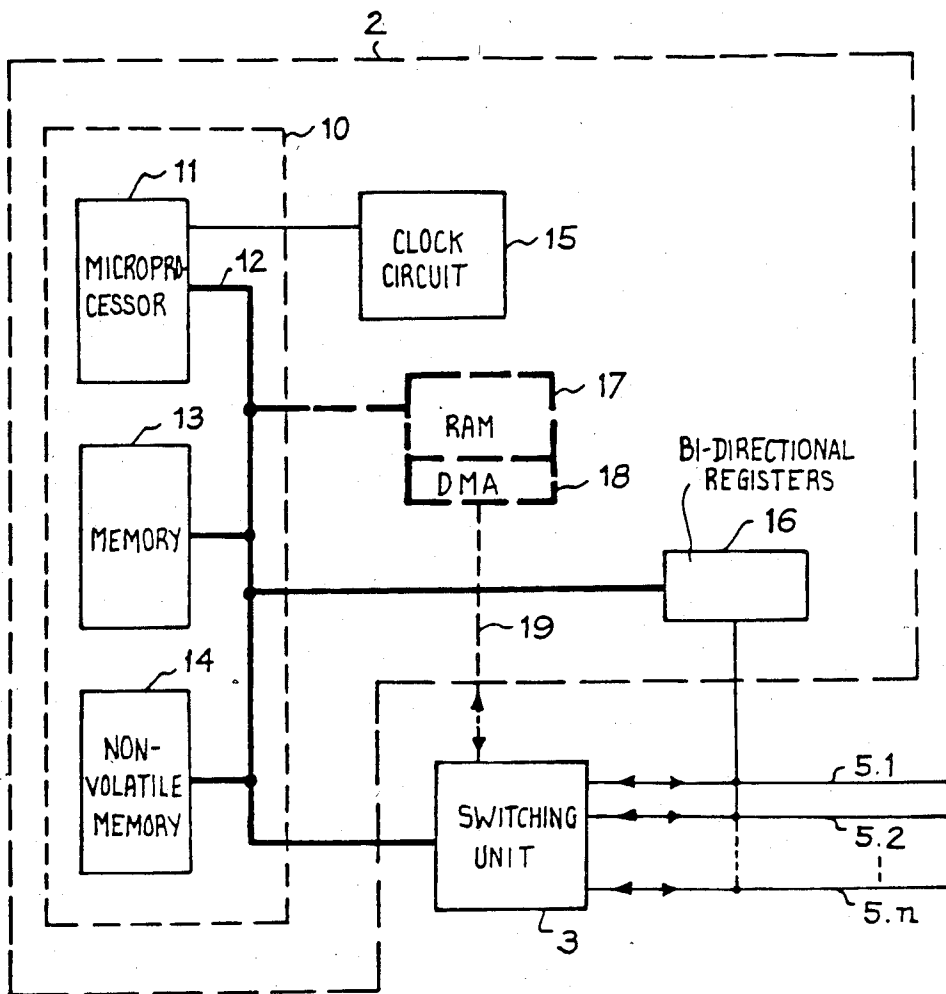 2
10
11
MICROPRO-
CESSOR
12
CLOCK
CIRCUIT
15
17
RAM
DMA
18
13
MEMORY
BI-DIRECTIONAL
REGISTERS
16
19
14
NON-
VOLATILE
MEMORY
SWITCHING
UNIT
3
5.1
5.2
5.n